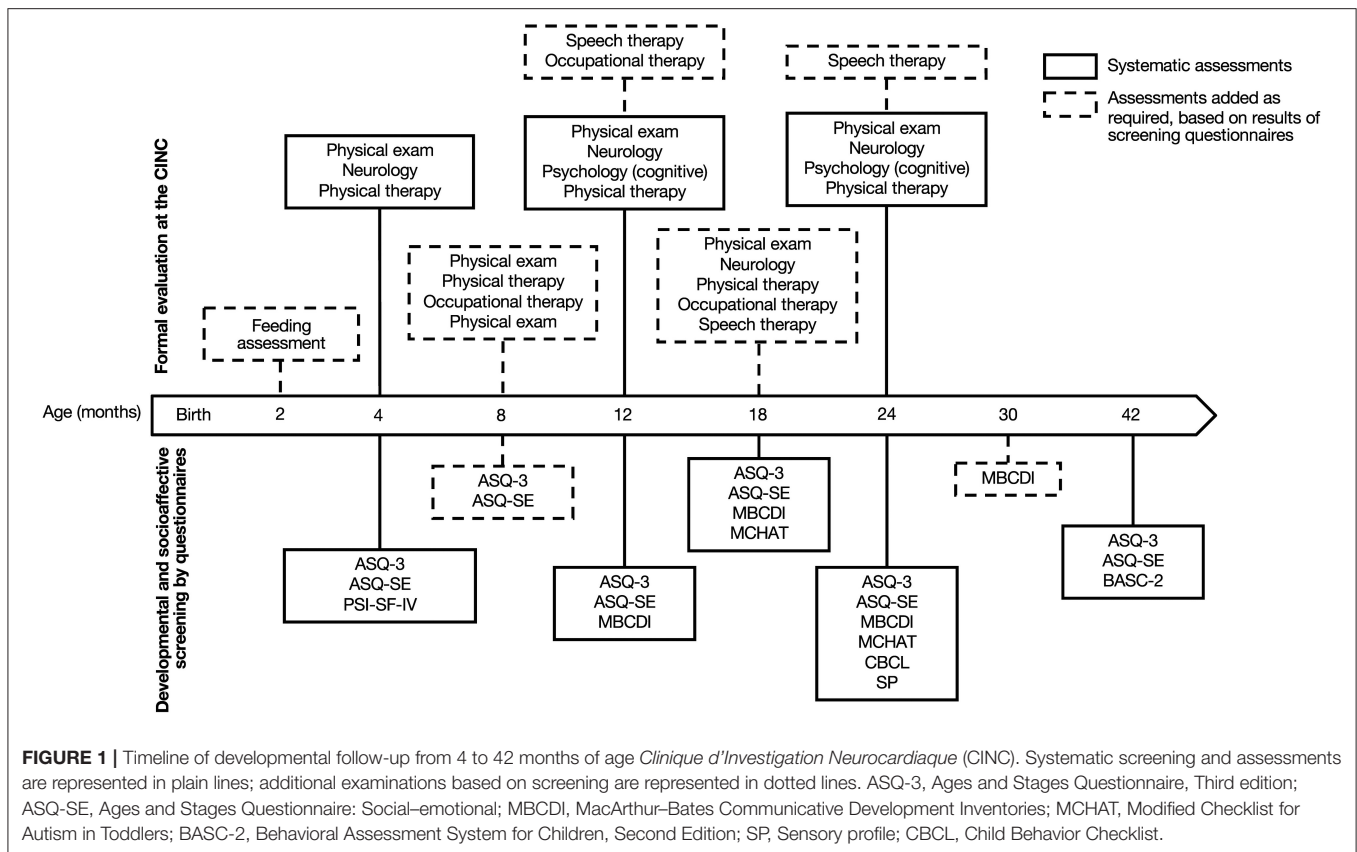 Speech therapy
Occupational therapy
Speech therapy
Systematic assessments
Assessments added as
required, based on results of
screening questionnaires
Formal evaluation at the CINC
Physical exam
Neurology
Physical therapy
Physical exam
Neurology
Psychology (cognitive)
Physical therapy
Physical exam
Neurology
Psychology (cognitive)
Physical therapy
Feeding
assessment
Physical exam
Physical therapy
Occupational therapy
Physical exam
Physical exam
Neurology
Physical therapy
Occupational therapy
Speech therapy
Age (months) Birth 2 4 8 12 18 24 30 42
Developmental and socioaffective
screening by questionnaires
ASQ-3
ASQ-SE
PSI-SF-IV
ASQ-3
ASQ-SE
ASQ-3
ASQ-SE
MBCDI
ASQ-3
ASQ-SE
MBCDI
MCHAT
ASQ-3
ASQ-SE
MBCDI
MCHAT
CBCL
SP
MBCDI
ASQ-3
ASQ-SE
BASC-2
FIGURE 1 | Timeline of developmental follow-up from 4 to 42 months of age Clinique d'Investigation Neurocardiaque (CINC). Systematic screening and assessments
are represented in plain lines; additional examinations based on screening are represented in dotted lines. ASQ-3, Ages and Stages Questionnaire, Third edition;
ASQ-SE, Ages and Stages Questionnaire: Social–emotional; MBCDI, MacArthur–Bates Communicative Development Inventories; MCHAT, Modified Checklist for
Autism in Toddlers; BASC-2, Behavioral Assessment System for Children, Second Edition; SP, Sensory profile; CBCL, Child Behavior Checklist.